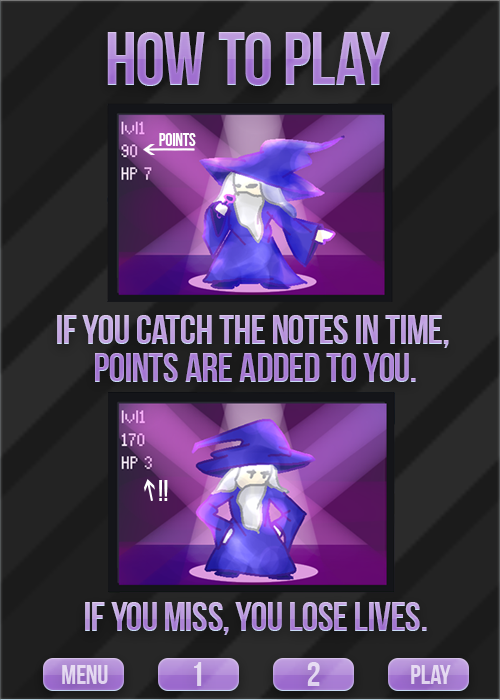 HOW TO PLAY
lvl1
POINTS
90
HP 7
IF YOU CATCH THE NOTES IN TIME,
POINTS ARE ADDED TO YOU.
lvl1
170
HP 3
!!
IF YOU MISS, YOU LOSE LIVES.
MENU
1
2
PLAY